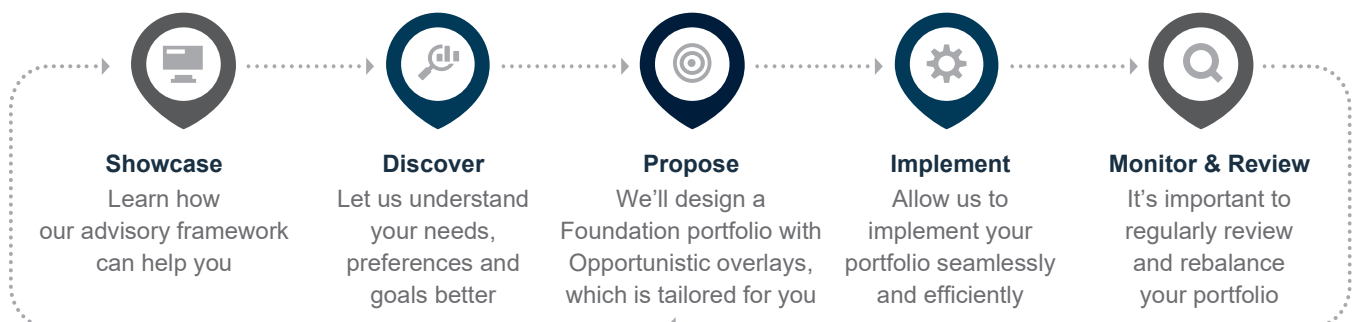 Showcase
Learn how
our advisory framework
can help you
Discover
Let us understand
your needs,
preferences and
goals better
Propose
We’ll design a
Foundation portfolio with
Opportunistic overlays,
which is tailored for you
Implement
Allow us to
implement your
portfolio seamlessly
and efficiently
Monitor & Review
It’s important to
regularly review
and rebalance
your portfolio